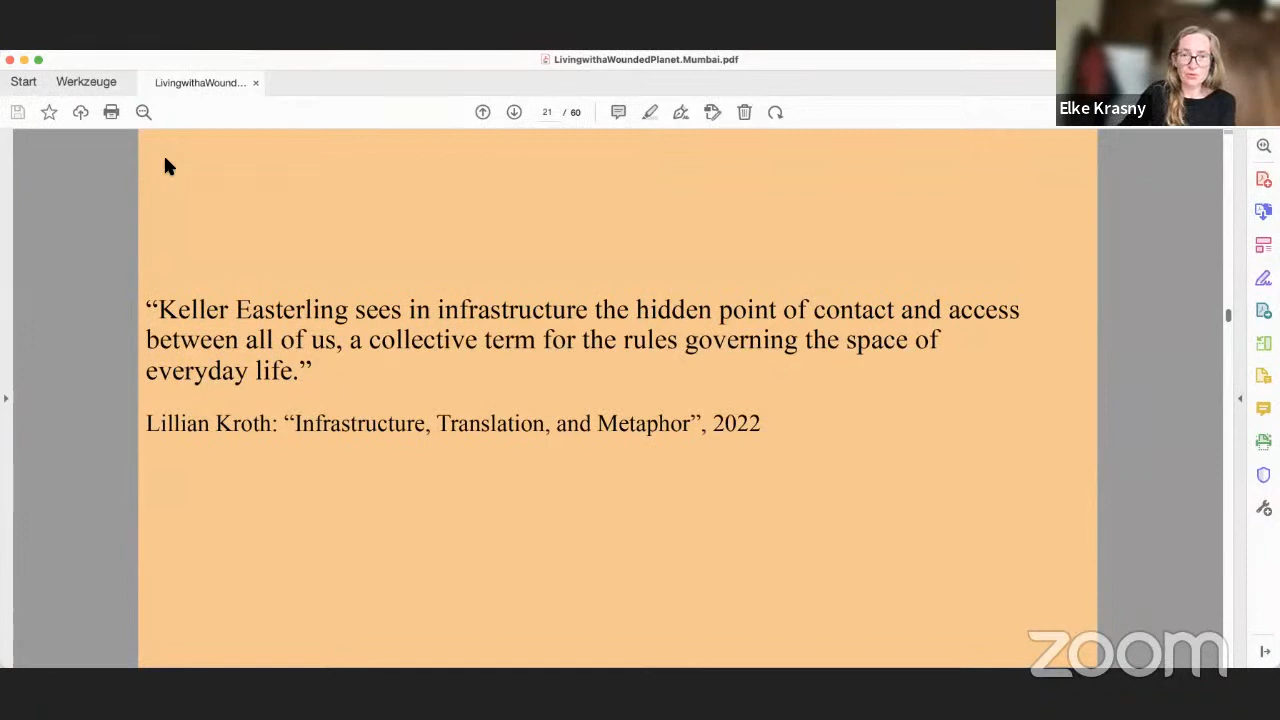 LivingwithaWoundedPlanet.Mumbai.pdf
Start Werkzeuge LivingwithaWound... ×
21 / 60
Elke Krasny
“Keller Easterling sees in infrastructure the hidden point of contact and access
between all of us, a collective term for the rules governing the space of
everyday life.”
Lillian Kroth: “Infrastructure, Translation, and Metaphor”, 2022
zoom